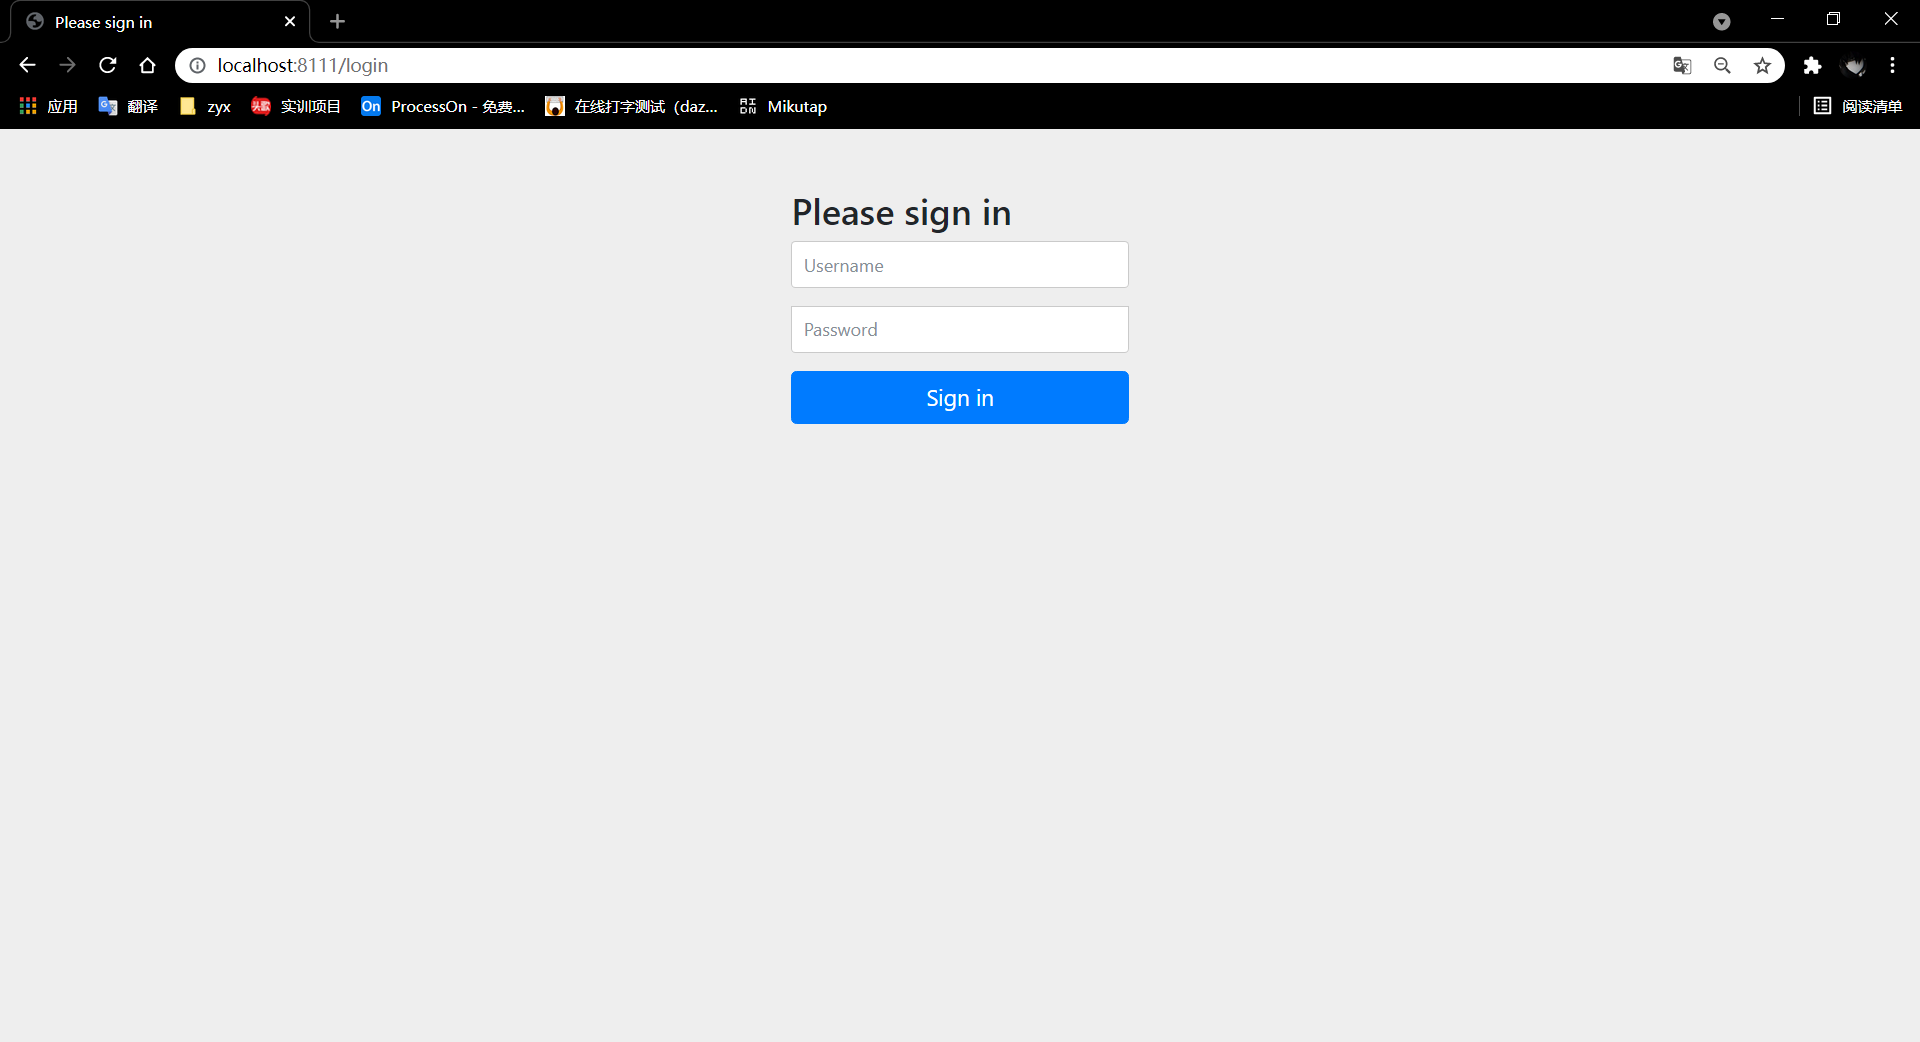 Please sign in
localhost:8111/login
应用 翻译 zyx 实训项目 On ProcessOn - 免费... 在线打字测试（daz... Mikutap 阅读清单
Please sign in
Username
Password
Sign in